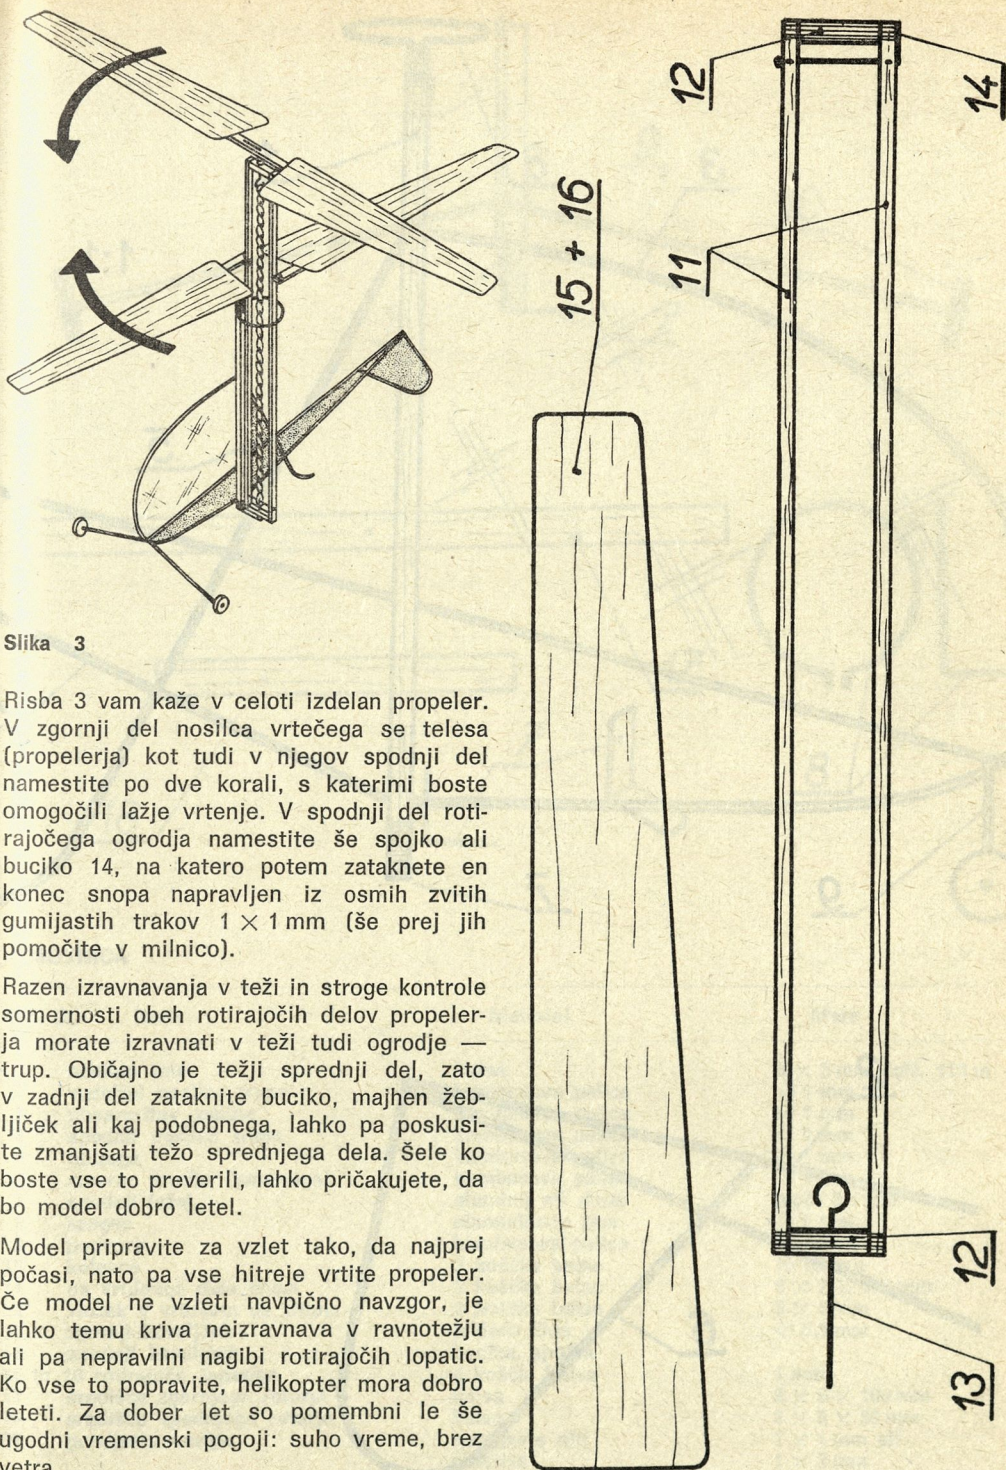 Slika 3
Risba 3 vam kaže v celoti izdelan propeler.
V zgornji del nosilca vrtečega se telesa
(propelerja) kot tudi v njegov spodnji del
namestite po dve korali, s katerimi boste
omogočili lažje vrtenje. V spodnji del roti-
rajočega ogrodja namestite še spojko ali
buciko 14, na katero potem zataknete en
konec snopa napravljen iz osmih zvitih
gumijastih trakov 1 × 1 mm (še prej jih
pomočite v milnico).
Razen izravnavanja v teži in stroge kontrole
somernosti obeh rotirajočih delov propeler-
ja morate izravnati v teži tudi ogrodje —
trup. Običajno je težji sprednji del, zato
v zadnji del zataknite buciko, majhen žeb-
ljiček ali kaj podobnega, lahko pa poskusi-
te zmanjšati težo sprednjega dela. Šele ko
boste vse to preverili, lahko pričakujete, da
bo model dobro letel.
Model pripravite za vzlet tako, da najprej
počasi, nato pa vse hitreje vrtite propeler.
Če model ne vzleti navpično navzgor, je
lahko temu kriva neizravnava v ravnotežju
ali pa nepravilni nagibi rotirajočih lopatic.
Ko vse to popravite, helikopter mora dobro
leteti. Za dober let so pomembni le še
ugodni vremenski pogoji: suho vreme, brez
vetra
15 + 16
12
14
11
12
13